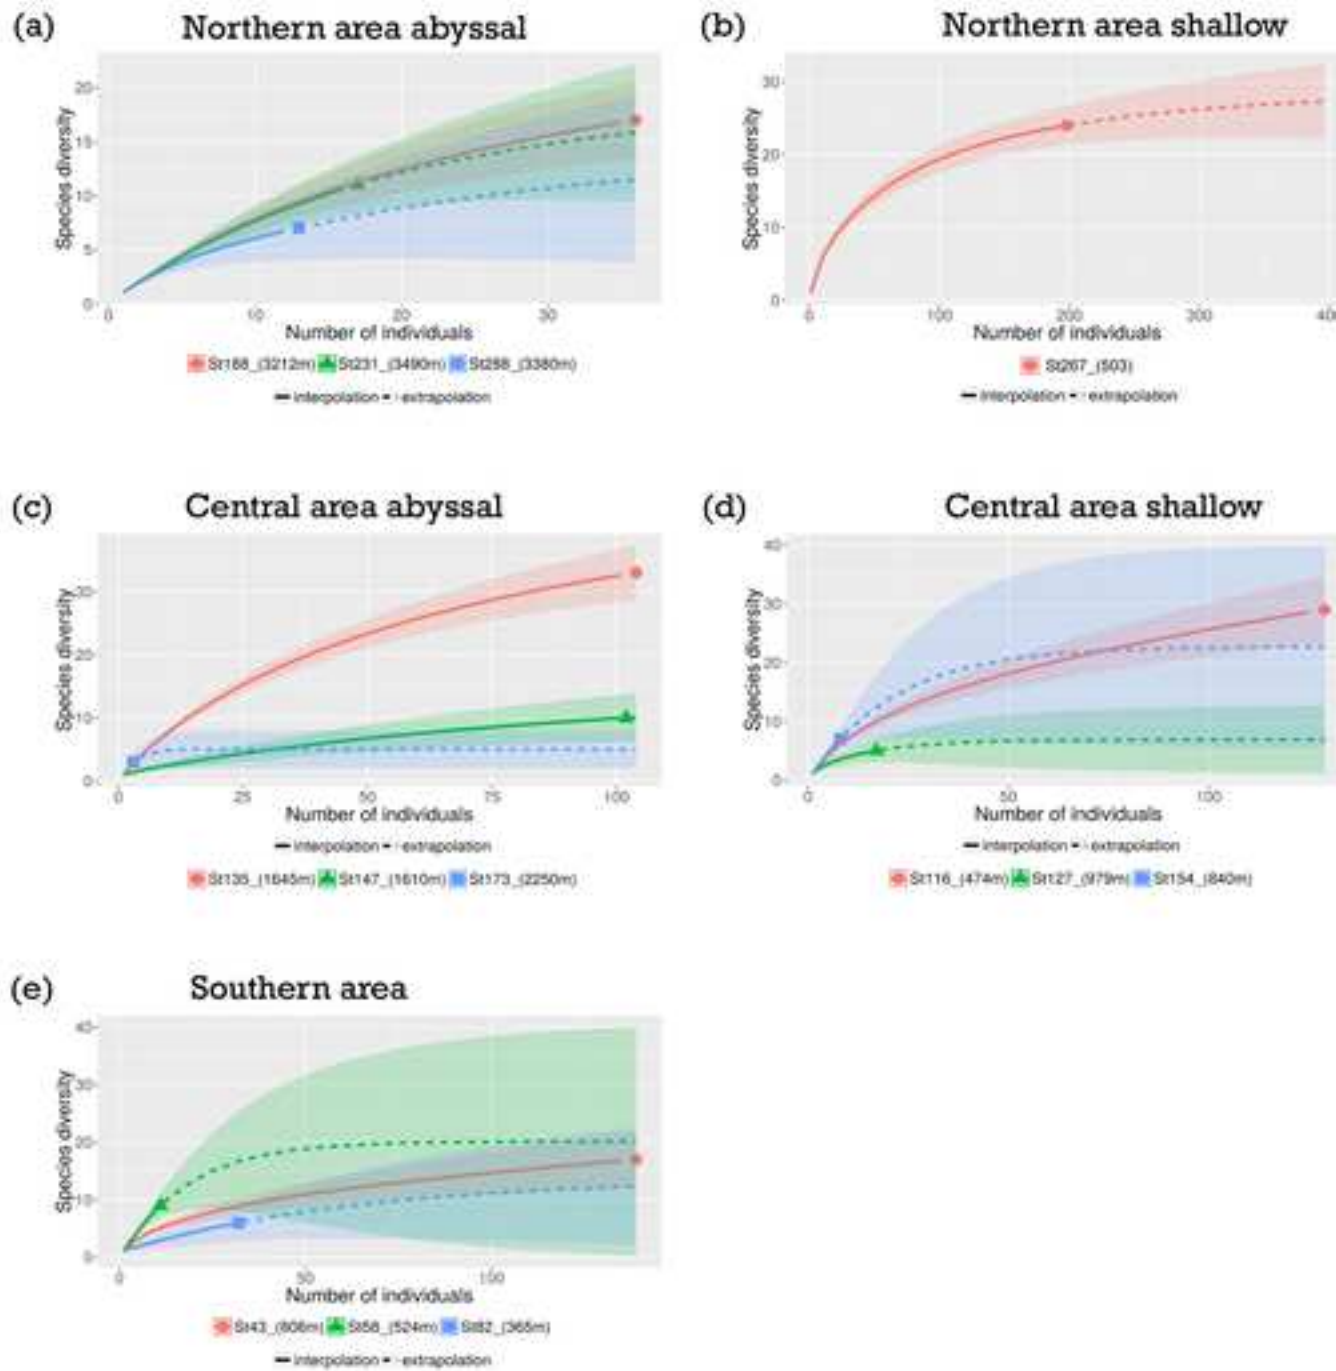 (a) Northern area abyssal
Species diversity
20
15
10
5
0
0 10 20 30
Number of individuals
St188_(3212m) St231_(3490m) St288_(3380m)
interpolation extrapolation
(b) Northern area shallow
Species diversity
30
20
10
0
0 100 200 300 400
Number of individuals
St267_(503)
interpolation extrapolation
(c) Central area abyssal
Species diversity
30
20
10
0
0 25 50 75 100
Number of individuals
interpolation extrapolation
St135_(1645m) St147_(1610m) St173_(2250m)
(d) Central area shallow
Species diversity
40
30
20
10
0
0 50 100
Number of individuals
interpolation extrapolation
St116_(474m) St127_(979m) St154_(840m)
(e) Southern area
Species diversity
40
30
20
10
0
0 50 100
Number of individuals
St43_(606m) St58_(524m) St82_(365m)
interpolation extrapolation